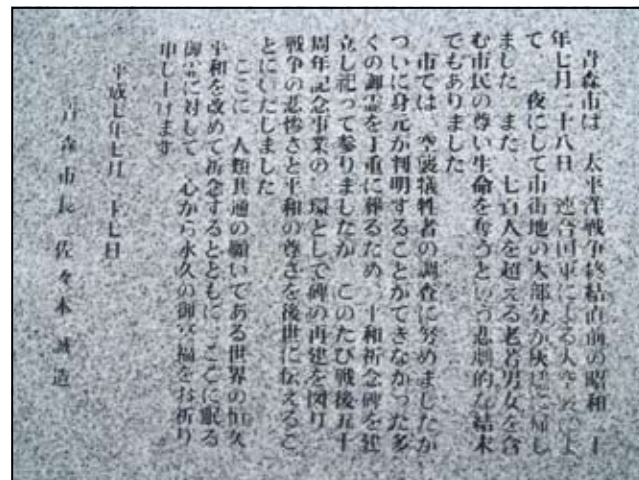 青森市は 太平洋戦争終結直前の昭和二十
年七月二十八日 連合国軍による大空襲によっ
て 一夜にして市街地の大部分が灰燼に帰し
ました また、七百人を超える老若男女を含
む市民の尊い生命を奪うという悲劇的な結末
でもありました
市では、空襲犠牲者の調査に努めましたが
ついに身元が判明することができなかった多
くの御霊を丁重に葬るため、平和祈念碑を建
立し祀って参りましたが このたび戦後五十
周年記念事業の一環として碑の再建を図り
戦争の悲惨さと平和の尊さを後世に伝えるこ
とにいたしました
ここに 人類共通の願いである世界の恒久
平和を改めて祈念するとともに、ここに眠る
御霊に対して 心から永久の御冥福をお祈り
申し上げます
平成七年七月 日
青森市長 佐々木 誠造